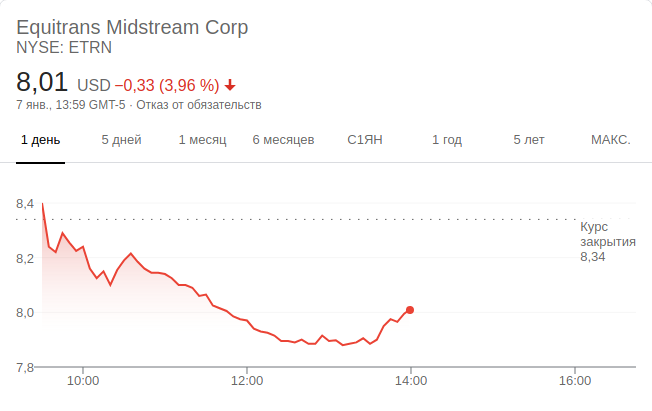 Equitrans Midstream Corp
NYSE: ETRN
8,01 USD −0,33 (3,96 %)
7 янв., 13:59 GMT-5 · Отказ от обязательств
1 день 5 дней 1 месяц 6 месяцев С1ЯН 1 год 5 лет МАКС.
8,4
Курс
закрытия
8,34
8,2
8,0
7,8
10:00 12:00 14:00 16:00